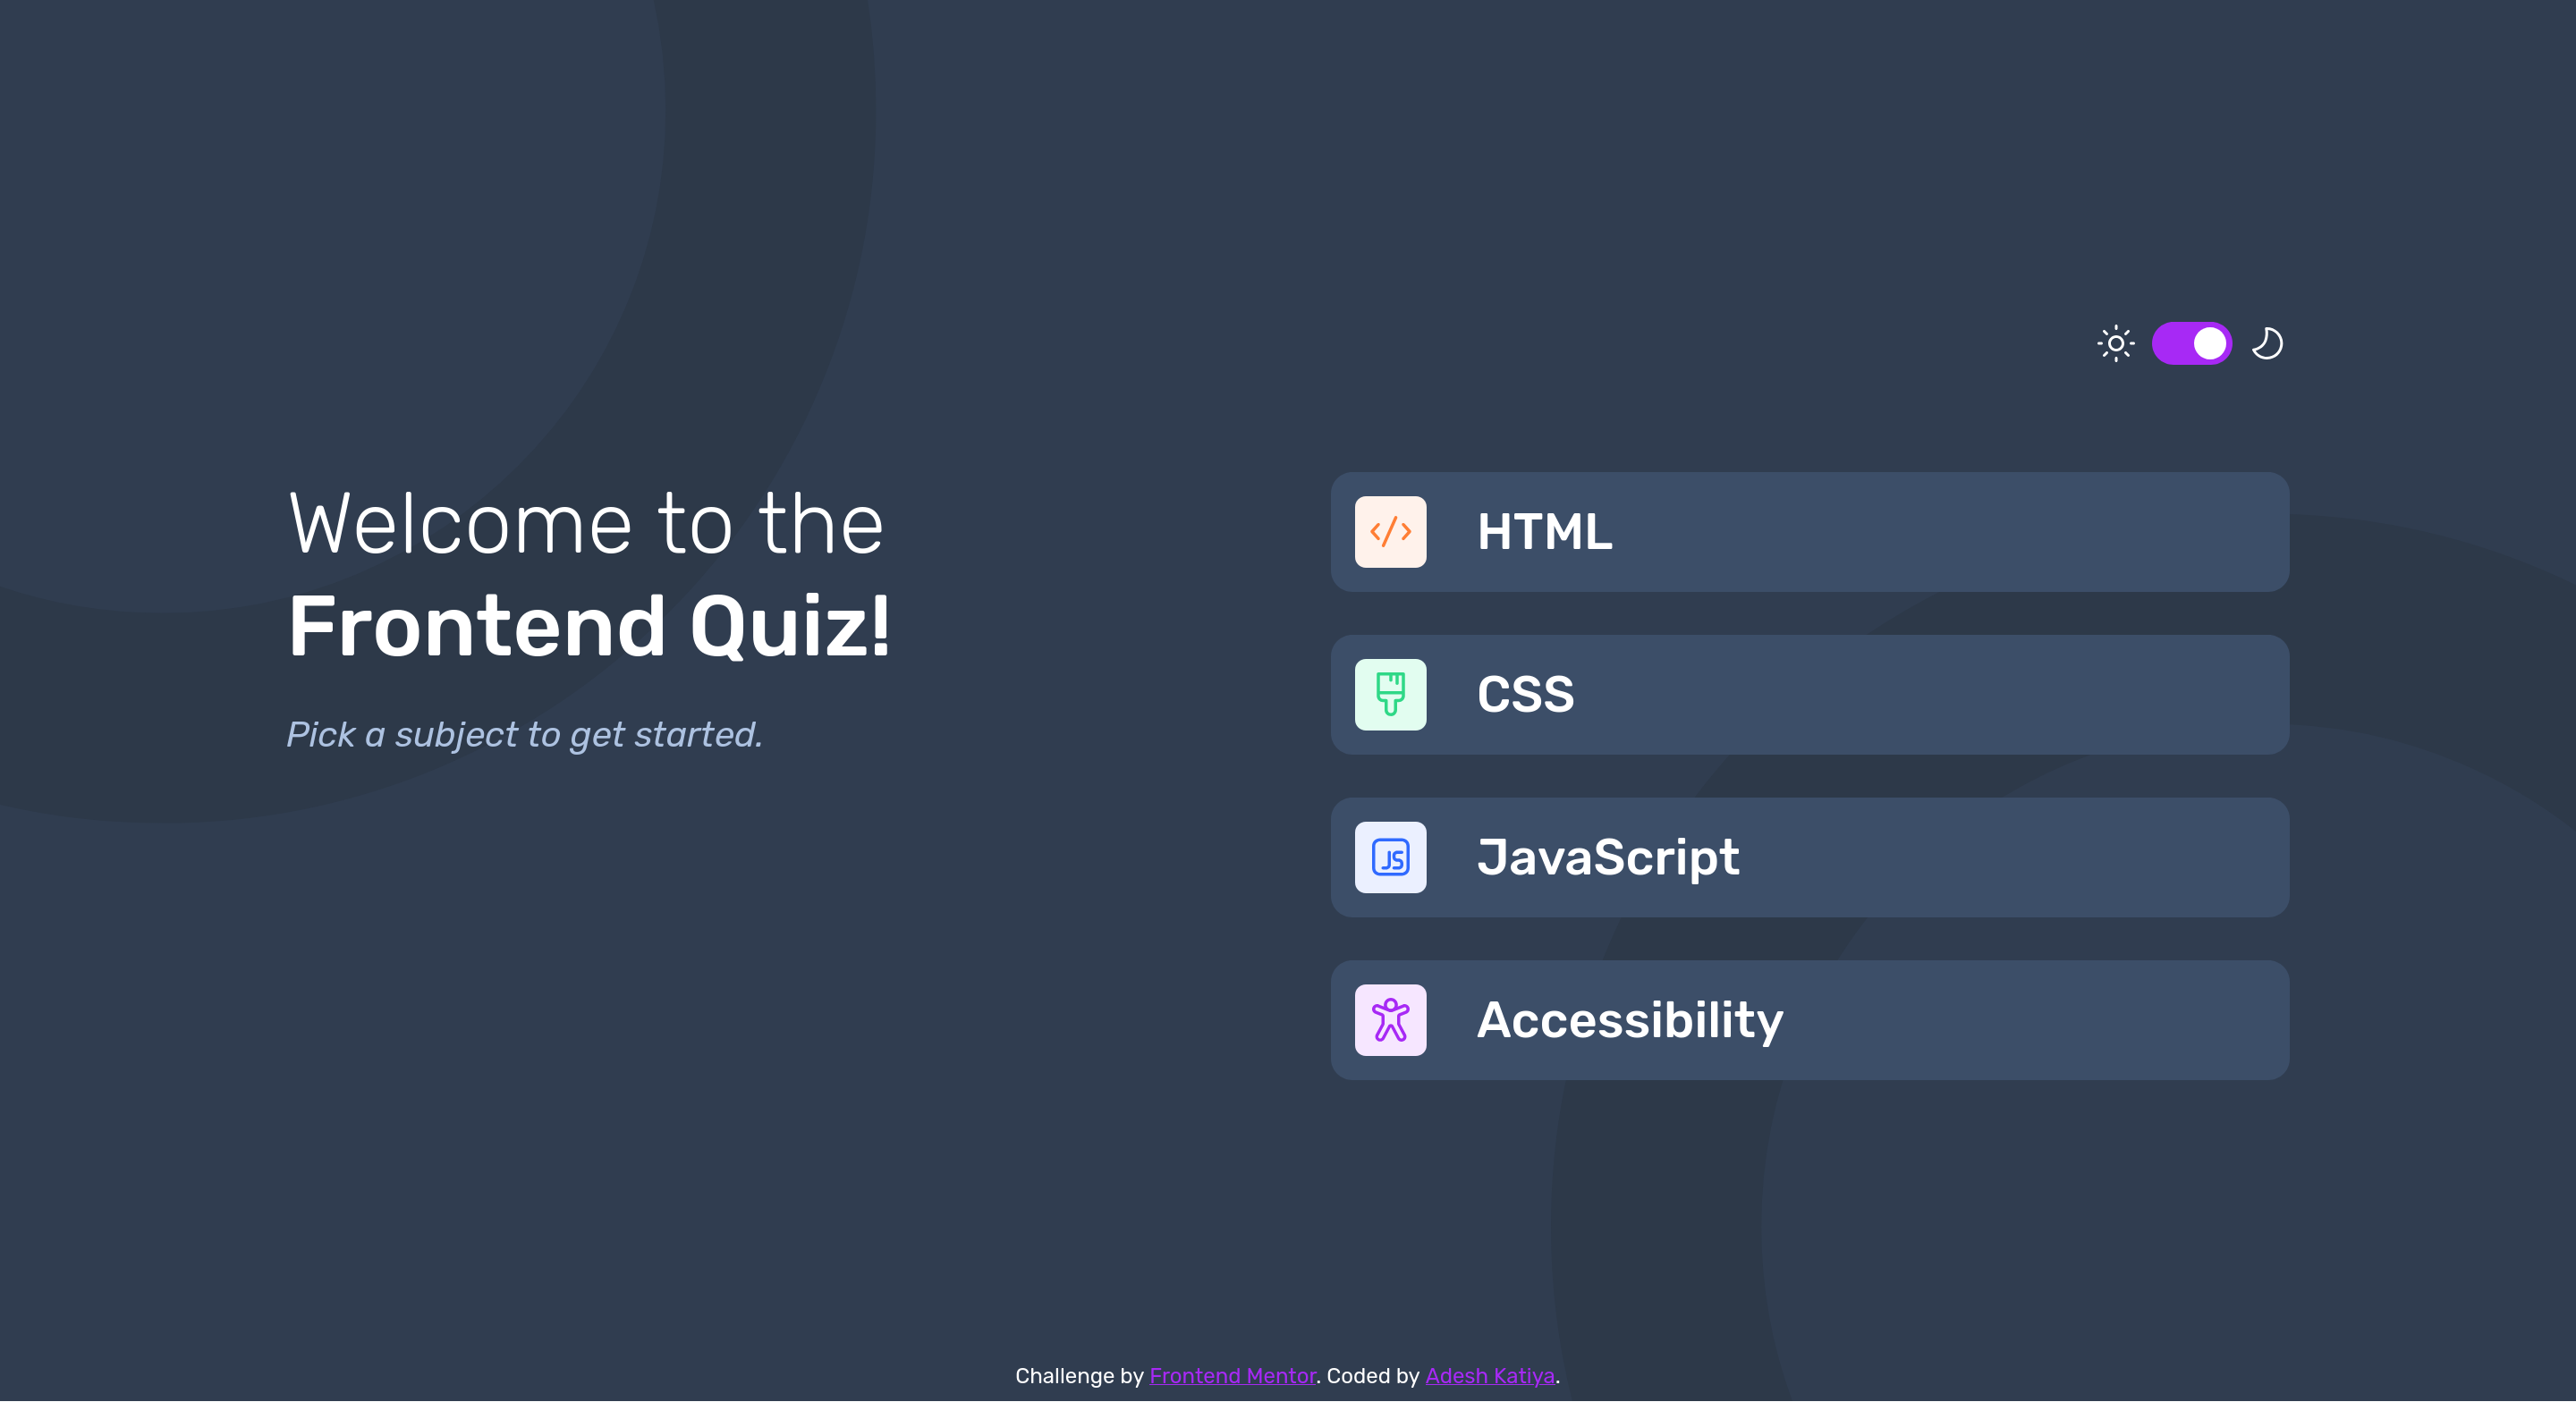 Welcome to the
Frontend Quiz!
Pick a subject to get started.
HTML
CSS
JS
JavaScript
Accessibility
Challenge by Frontend Mentor. Coded by Adesh Katiya.